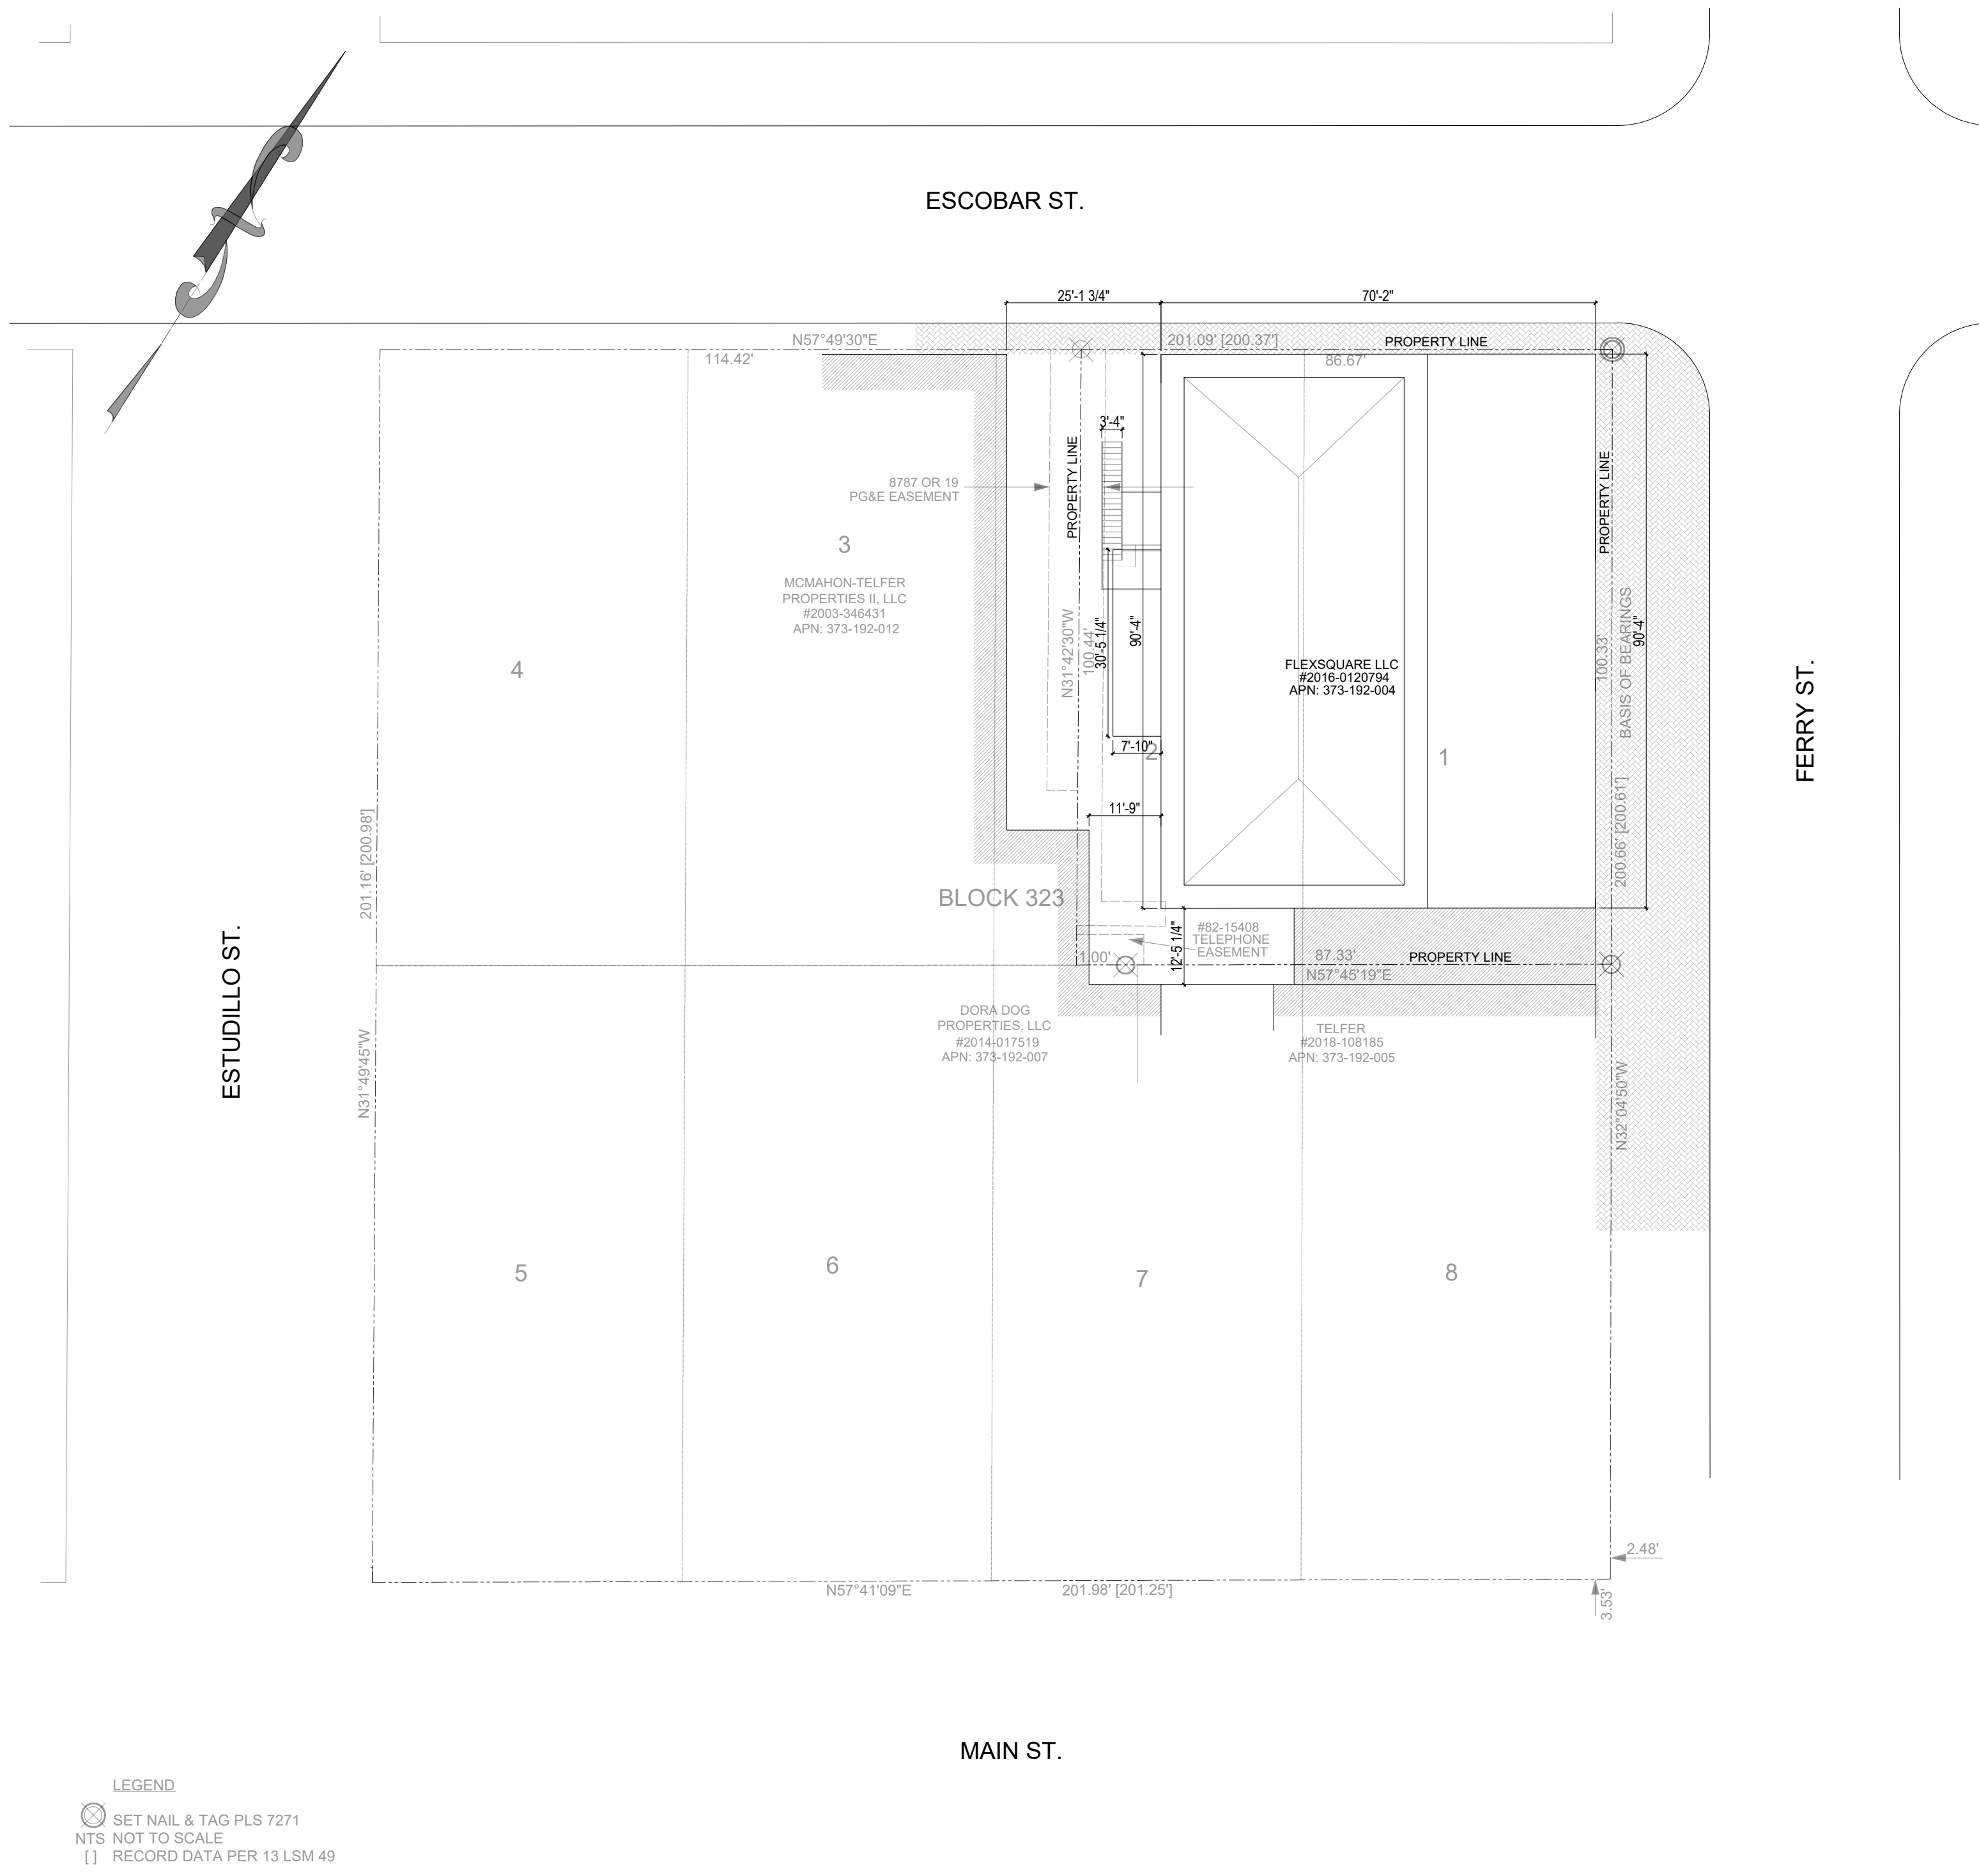 ESCOBAR ST.
25'-1 3/4"
70'-2"
N57°49'30"E
201.09' [200.37']
PROPERTY LINE
114.42'
86.67'
3'-4"
PROPERTY LINE
PROPERTY LINE
8787 OR 19
PG&E EASEMENT
3
MCMAHON-TELFER
PROPERTIES II, LLC
#2003-346431
APN: 373-192-012
4
N31°42'30"W
100.44'
30'-5 1/4"
90'-4"
FLEXSQUARE LLC
#2016-0120794
APN: 373-192-004
100.33'
BASIS OF BEARINGS
90'-4"
FERRY ST.
7'-10"
2
1
11'-9"
201.16' [200.98']
200.66' [200.61']
BLOCK 323
12'-5 1/4"
#82-15408
TELEPHONE
EASEMENT
1.00'
87.33'
PROPERTY LINE
N57°45'19"E
ESTUDILLO ST.
DORA DOG
PROPERTIES, LLC
#2014-017519
APN: 373-192-007
TELFER
#2018-108185
APN: 373-192-005
N31°49'45"W
N32°04'50"W
5
6
7
8
2.48'
3.53'
N57°41'09"E
201.98' [201.25']
MAIN ST.
LEGEND
SET NAIL & TAG PLS 7271
NTS NOT TO SCALE
[ ] RECORD DATA PER 13 LSM 49